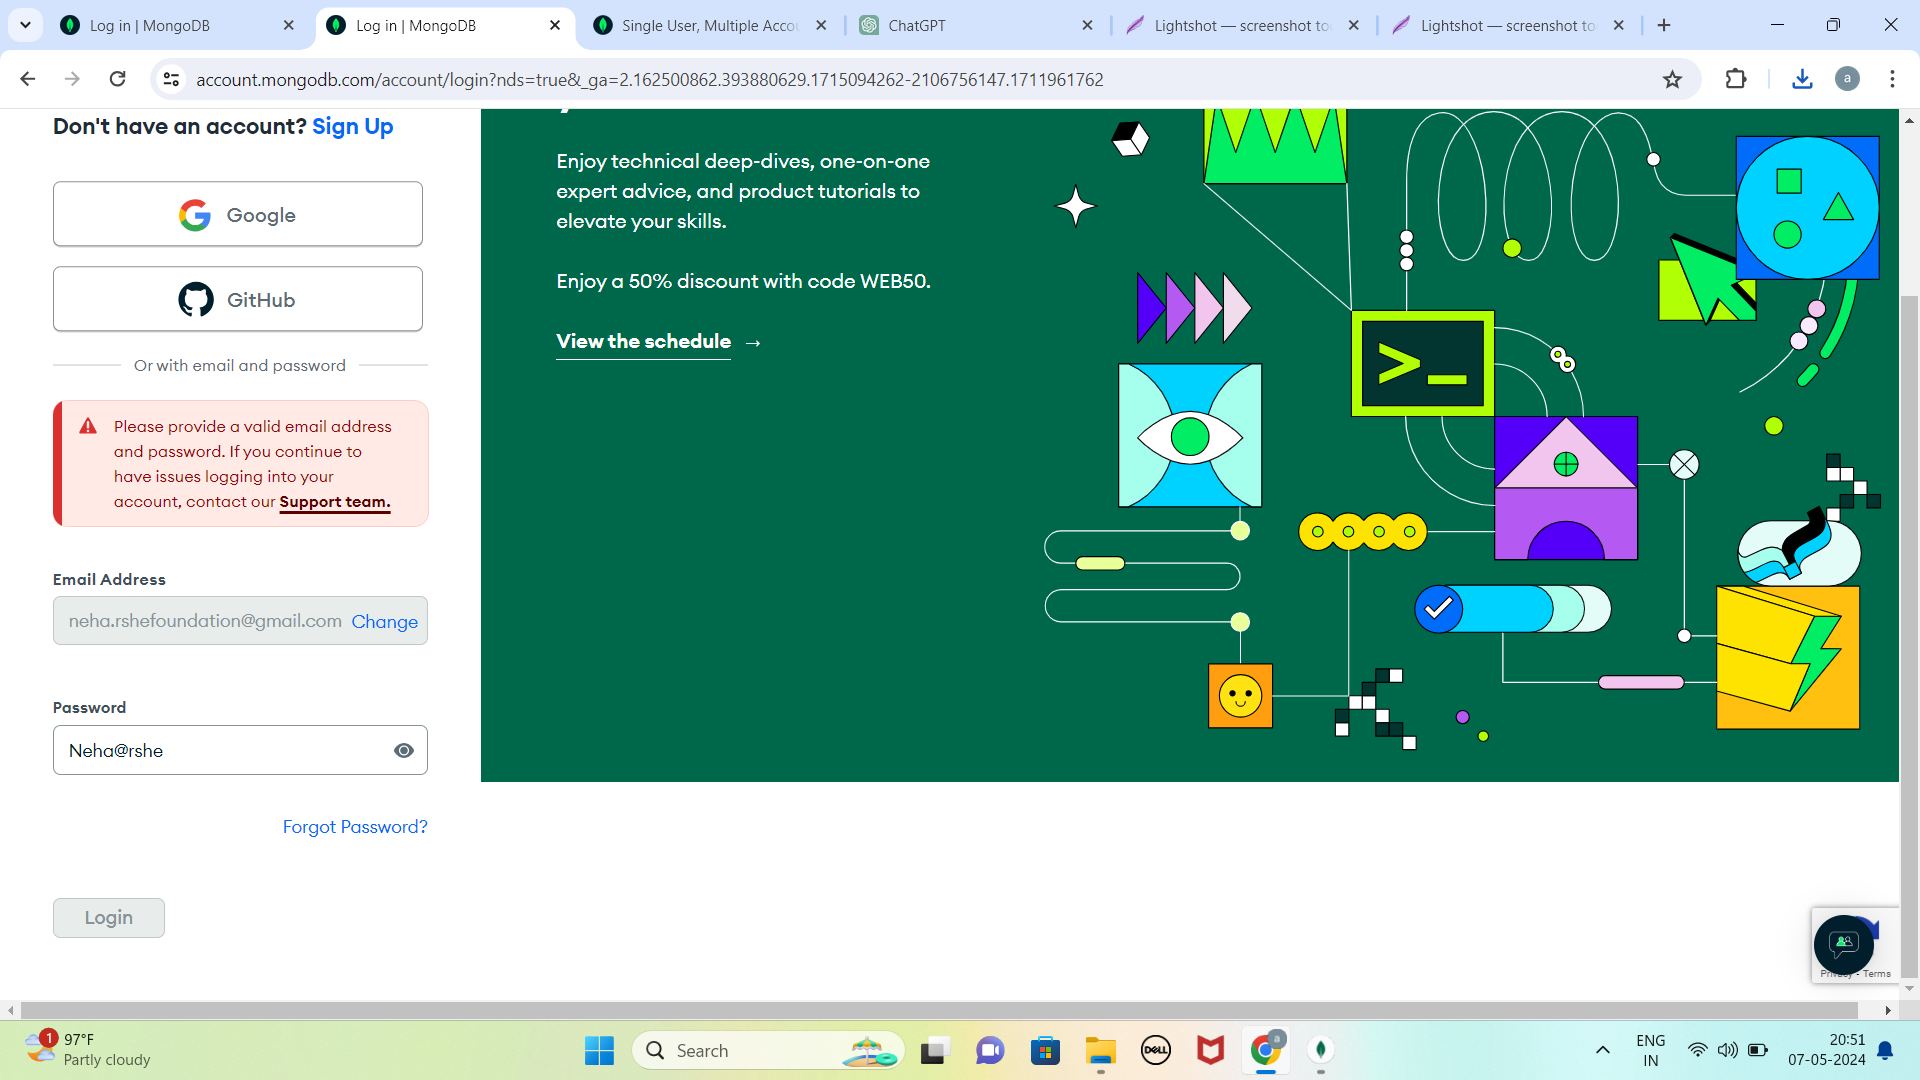 Log in | MongoDB
Log in | MongoDB
Single User, Multiple Accou
ChatGPT
Lightshot — screenshot to
Lightshot — screenshot to
account.mongodb.com/account/login?nds=true&_ga=2.162500862.393880629.1715094262-2106756147.1711961762
a
Don't have an account? Sign Up
Google
GitHub
Or with email and password
Please provide a valid email address
and password. If you continue to
have issues logging into your
account, contact our Support team.
Email Address
neha.rshefoundation@gmail.com Change
Password
Neha@rshe
Forgot Password?
Login
Enjoy technical deep-dives, one-on-one
expert advice, and product tutorials to
elevate your skills.
Enjoy a 50% discount with code WEB50.
View the schedule →
>_
Privacy - Terms
1
97°F
Partly cloudy
Search
DELL
a
ENG
IN
20:51
07-05-2024